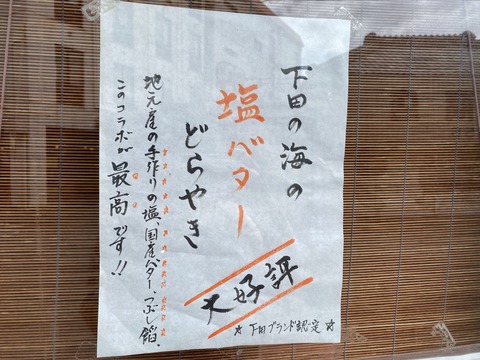 下田の海の
塩バター
どらやき
大好評
☆下田ブランド認定☆
地元産の手作りの塩、国産バター、つぶし餡、
このコラボが最高です!!